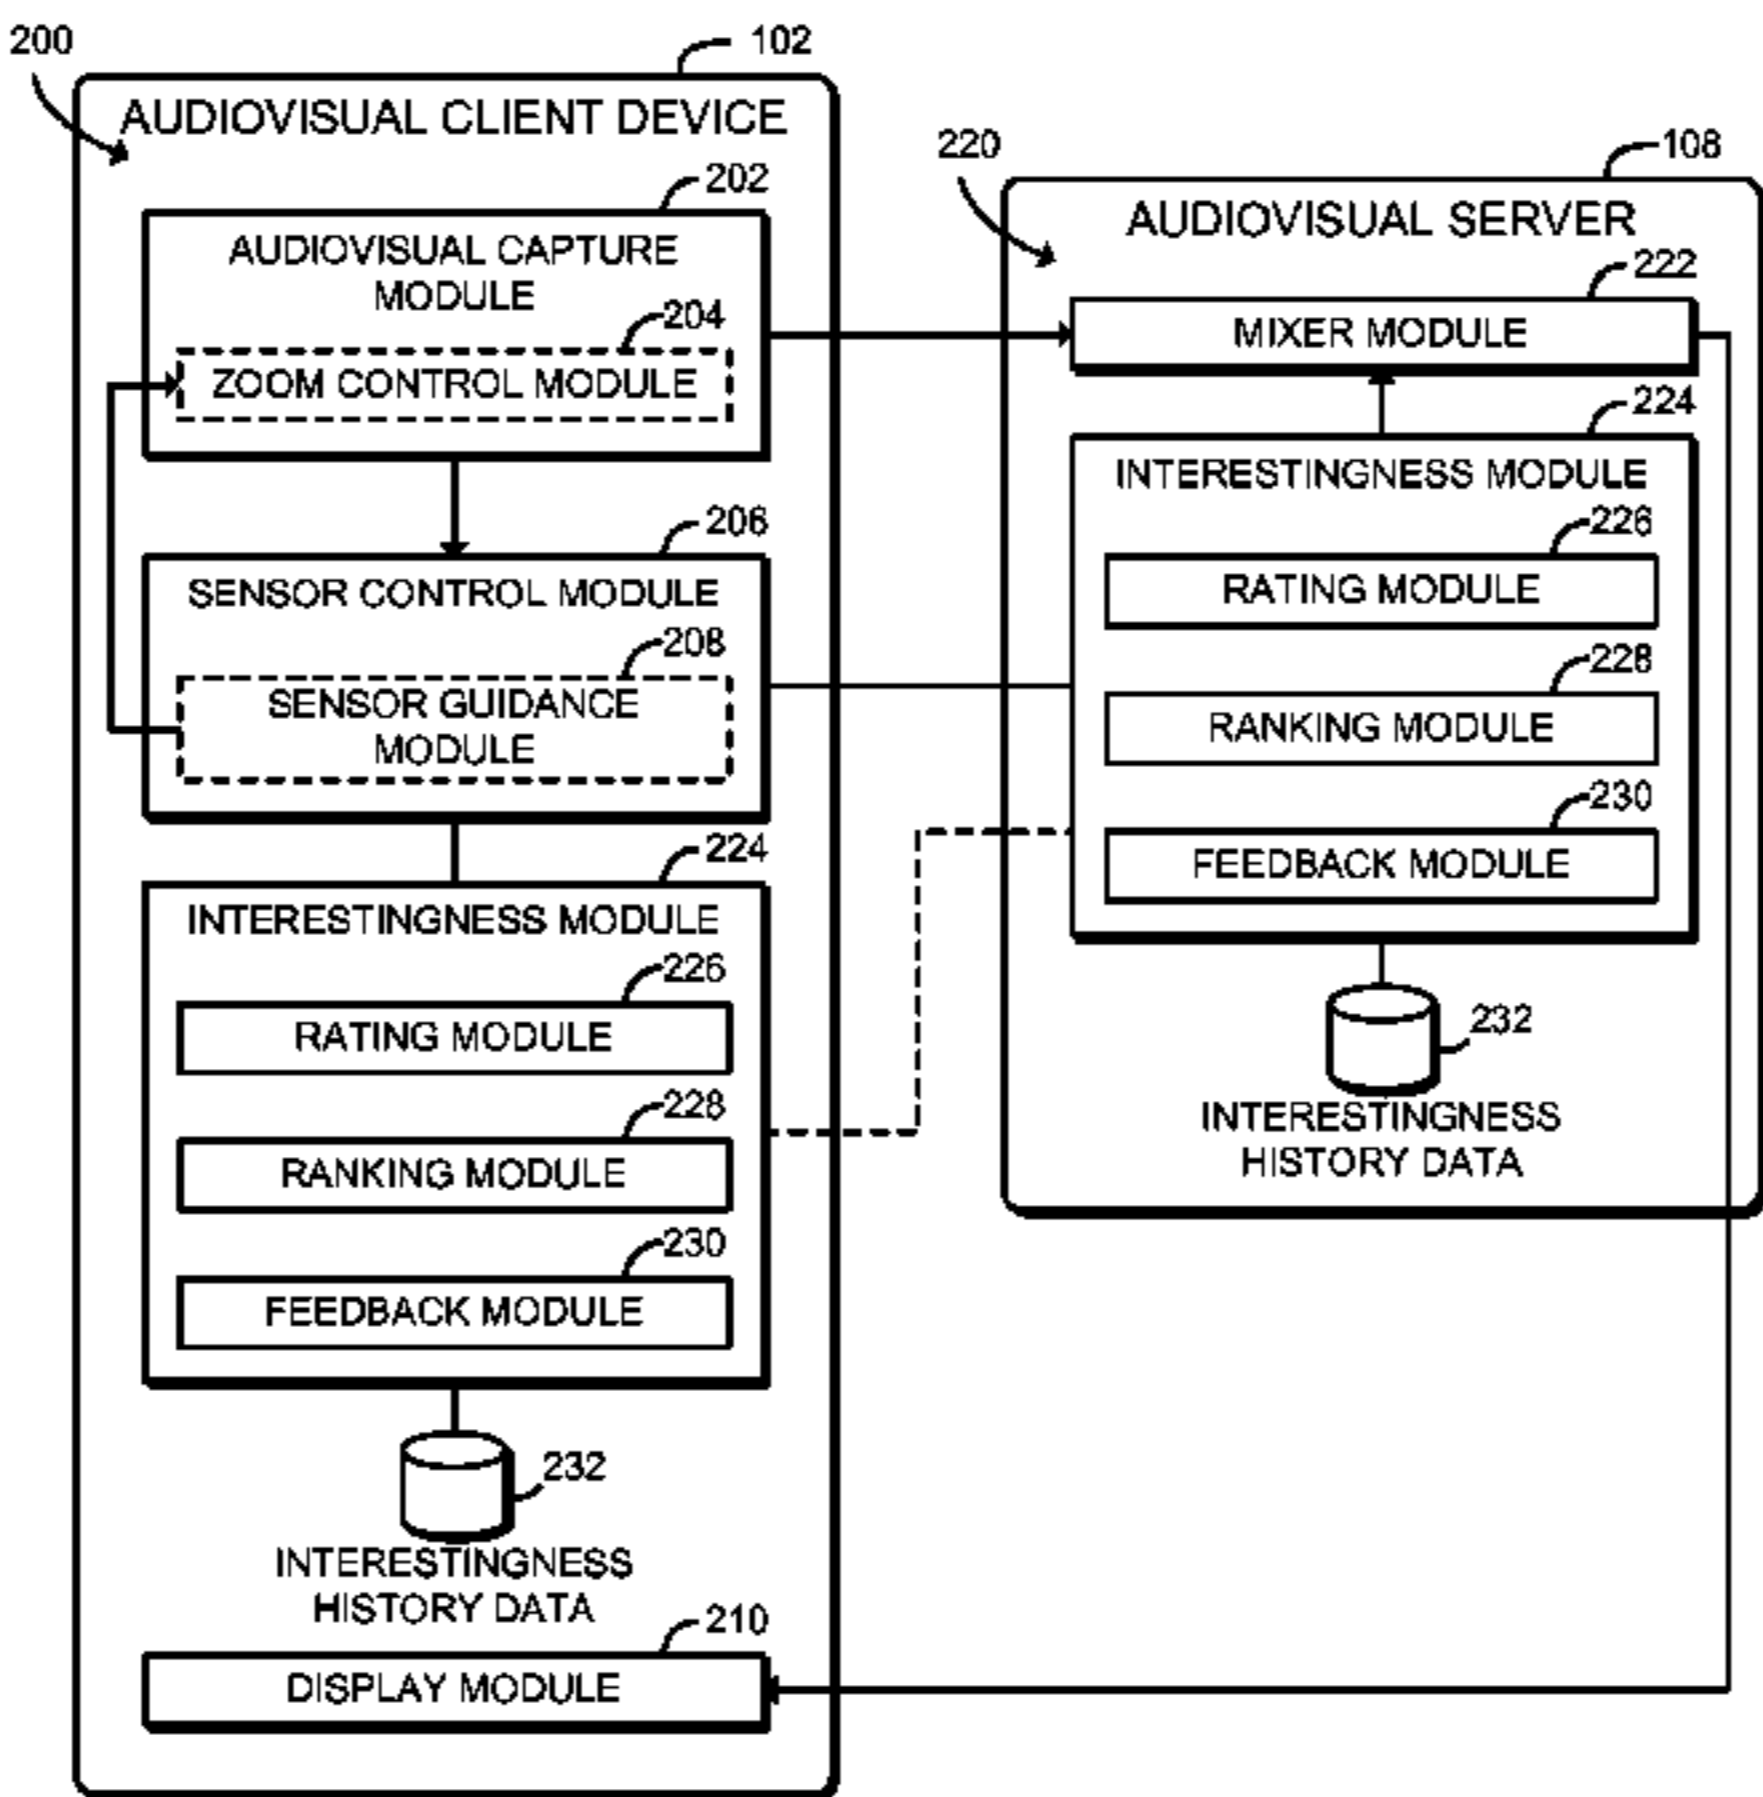 200
102
AUDIOVISUAL CLIENT DEVICE
202
AUDIOVISUAL CAPTURE
MODULE
204
ZOOM CONTROL MODULE
206
SENSOR CONTROL MODULE
208
SENSOR GUIDANCE
MODULE
224
INTERESTINGNESS MODULE
226
RATING MODULE
228
RANKING MODULE
230
FEEDBACK MODULE
232
INTERESTINGNESS
HISTORY DATA
210
DISPLAY MODULE
220
108
AUDIOVISUAL SERVER
222
MIXER MODULE
224
INTERESTINGNESS MODULE
226
RATING MODULE
228
RANKING MODULE
230
FEEDBACK MODULE
232
INTERESTINGNESS
HISTORY DATA